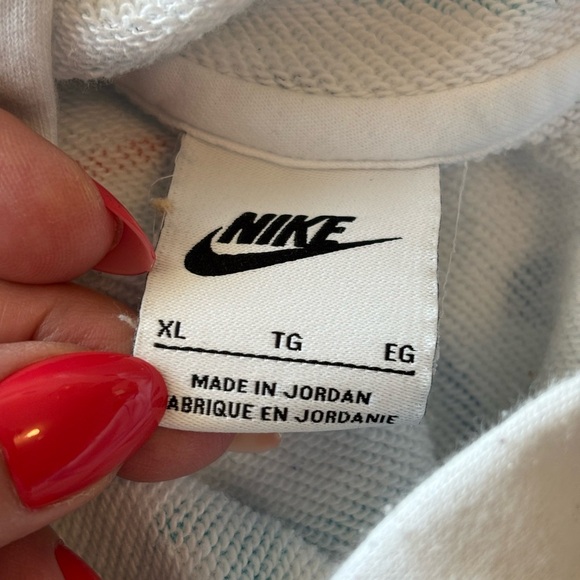 NIKE
XL TG EG
MADE IN JORDAN
ABRIQUE EN JORDANIE